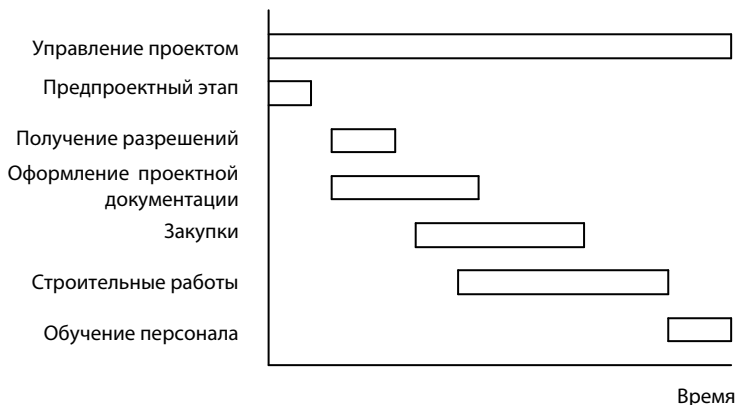 Управление проектом
Предпроектный этап
Получение разрешений
Оформление проектной
документации
Закупки
Строительные работы
Обучение персонала
Время